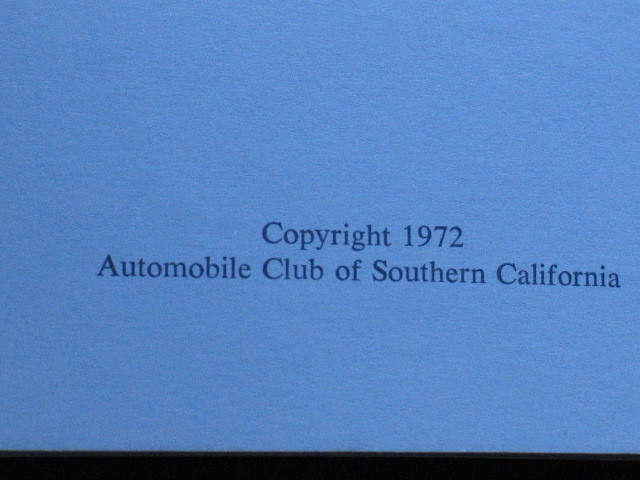 Copyright 1972
Automobile Club of Southern California